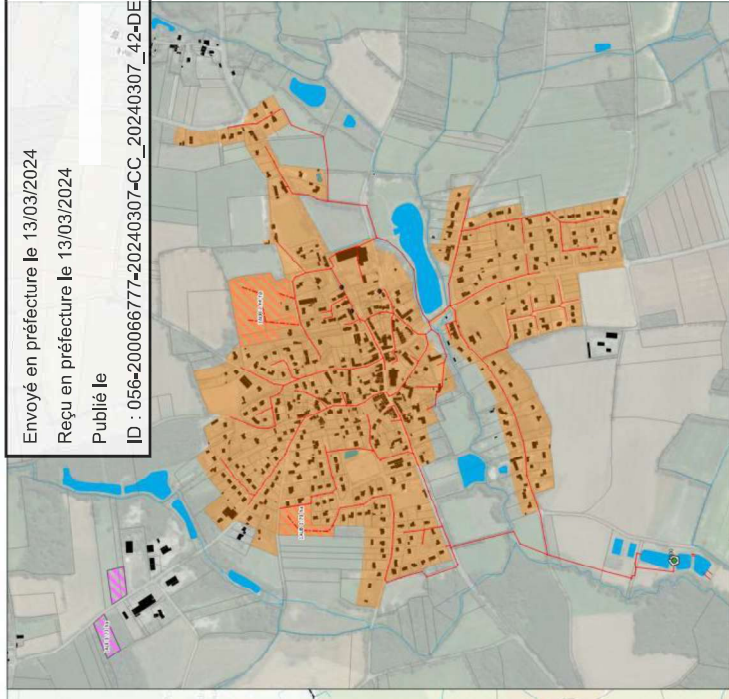 Envoyé en préfecture le 13/03/2024
Reçu en préfecture le 13/03/2024
Publié le
ID : 056-200066777-20240307-CC_20240307_42-DE